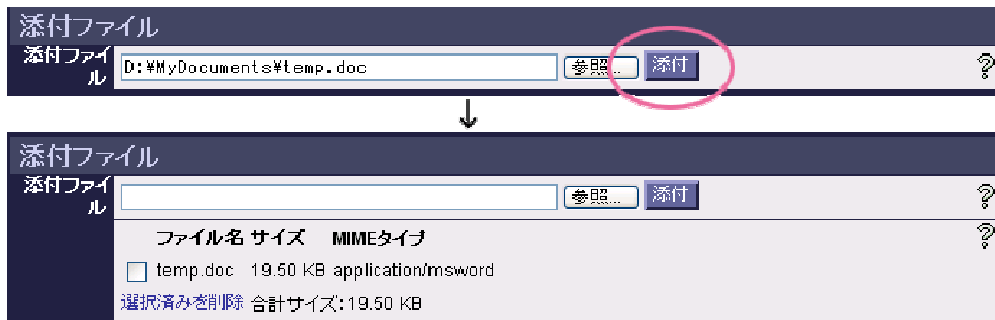 添付ファイル
添付ファイル D:¥MyDocuments¥temp.doc 参照... 添付 ?
↓
添付ファイル
添付ファイル 参照... 添付 ?
ファイル名 サイズ MIMEタイプ ?
temp.doc 19.50 KB application/msword
選択済みを削除 合計サイズ: 19.50 KB